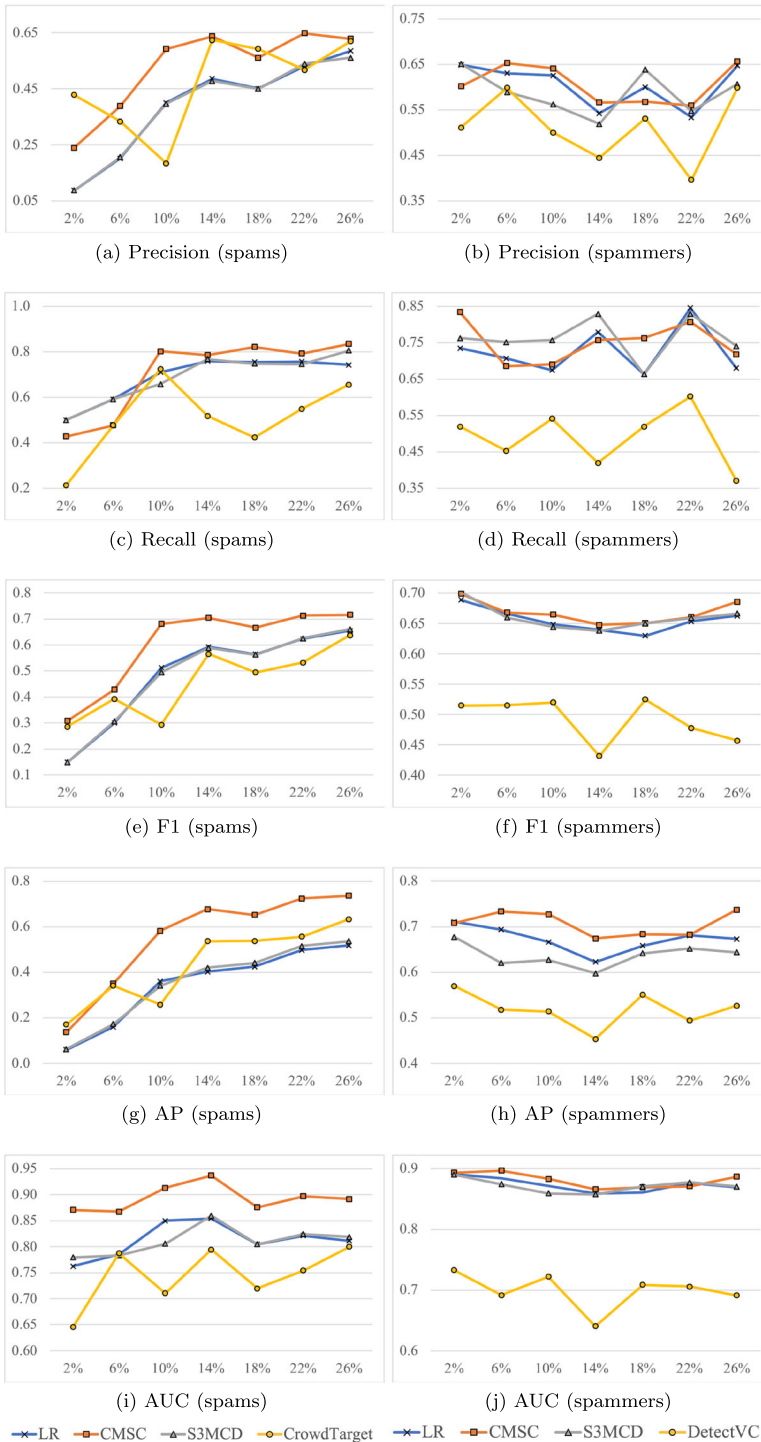 0.65
0.45
0.25
0.05
2% 6% 10% 14% 18% 22% 26%
(a) Precision (spams)
0.75
0.65
0.55
0.45
0.35
2% 6% 10% 14% 18% 22% 26%
(b) Precision (spammers)
1.0
0.8
0.6
0.4
0.2
2% 6% 10% 14% 18% 22% 26%
(c) Recall (spams)
0.85
0.75
0.65
0.55
0.45
0.35
2% 6% 10% 14% 18% 22% 26%
(d) Recall (spammers)
0.8
0.7
0.6
0.5
0.4
0.3
0.2
0.1
2% 6% 10% 14% 18% 22% 26%
(e) F1 (spams)
0.70
0.65
0.60
0.55
0.50
0.45
0.40
2% 6% 10% 14% 18% 22% 26%
(f) F1 (spammers)
0.8
0.6
0.4
0.2
0.0
2% 6% 10% 14% 18% 22% 26%
(g) AP (spams)
0.8
0.7
0.6
0.5
0.4
2% 6% 10% 14% 18% 22% 26%
(h) AP (spammers)
0.95
0.90
0.85
0.80
0.75
0.70
0.65
0.60
2% 6% 10% 14% 18% 22% 26%
(i) AUC (spams)
0.9
0.8
0.7
0.6
2% 6% 10% 14% 18% 22% 26%
(j) AUC (spammers)
LR CMSC S3MCD CrowdTarget
LR CMSC S3MCD DetectVC